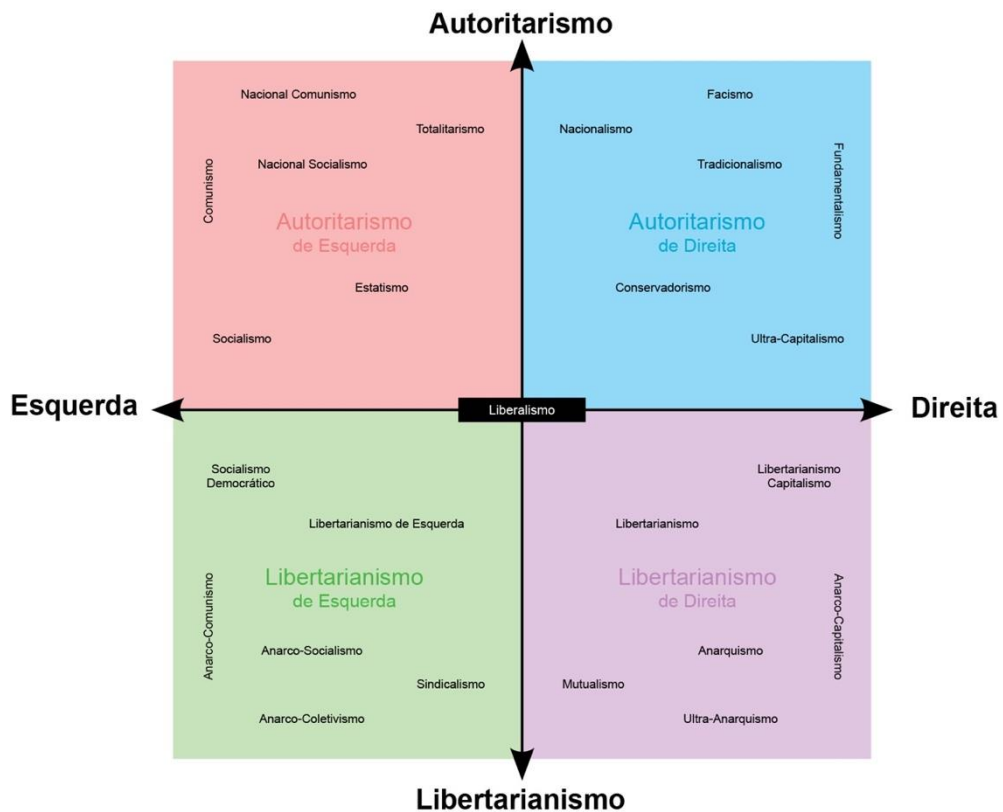 Autoritarismo
Nacional Comunismo
Totalitarismo
Comunismo
Nacional Socialismo
Autoritarismo
de Esquerda
Estatismo
Socialismo
Facismo
Nacionalismo
Tradicionalismo
Fundamentalismo
Autoritarismo
de Direita
Conservadorismo
Ultra-Capitalismo
Esquerda
Liberalismo
Direita
Socialismo
Democrático
Libertarianismo de Esquerda
Libertarianismo
de Esquerda
Anarco-Comunismo
Anarco-Socialismo
Sindicalismo
Anarco-Coletivismo
Libertarianismo
Capitalismo
Libertarianismo
Libertarianismo
de Direita
Anarco-Capitalismo
Anarquismo
Mutualismo
Ultra-Anarquismo
Libertarianismo